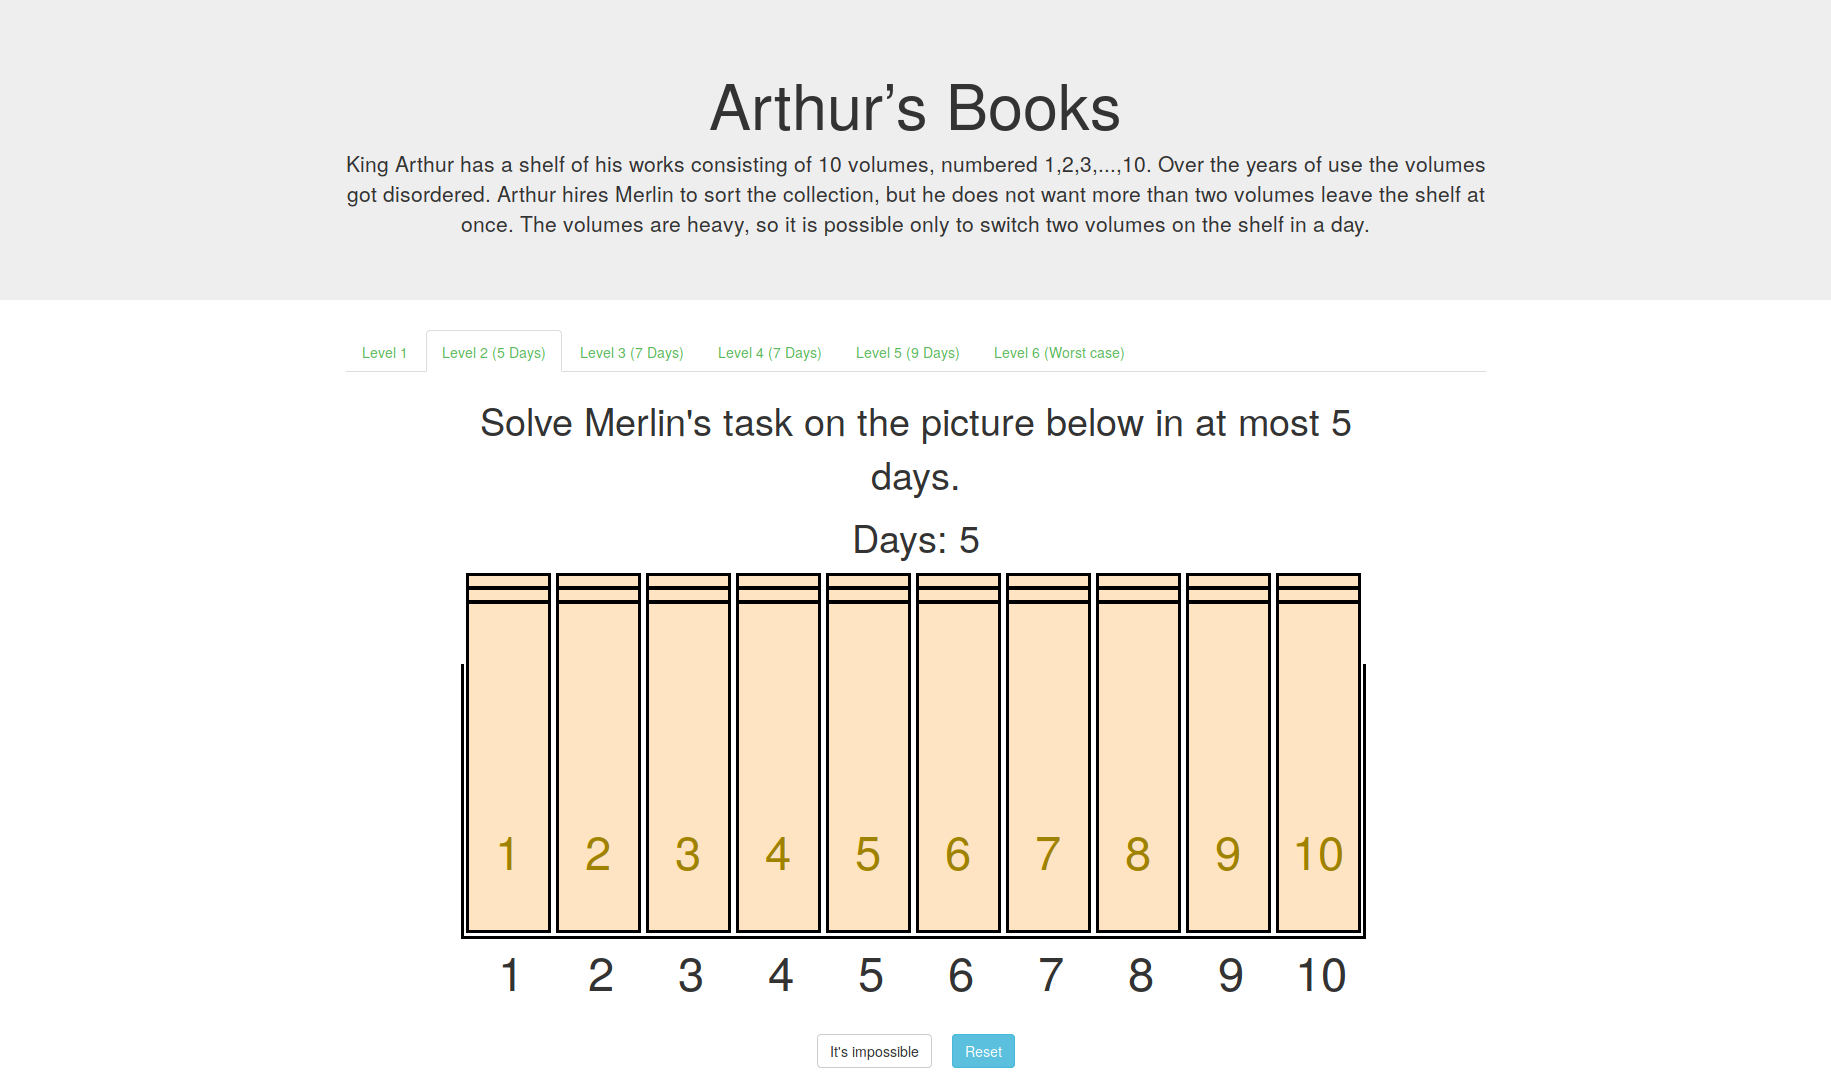 Arthur’s Books
King Arthur has a shelf of his works consisting of 10 volumes, numbered 1,2,3,...,10. Over the years of use the volumes
got disordered. Arthur hires Merlin to sort the collection, but he does not want more than two volumes leave the shelf at
once. The volumes are heavy, so it is possible only to switch two volumes on the shelf in a day.
Level 1 Level 2 (5 Days) Level 3 (7 Days) Level 4 (7 Days) Level 5 (9 Days) Level 6 (Worst case)
Solve Merlin's task on the picture below in at most 5
days.
Days: 5
1 2 3 4 5 6 7 8 9 10
1 2 3 4 5 6 7 8 9 10
It's impossible Reset